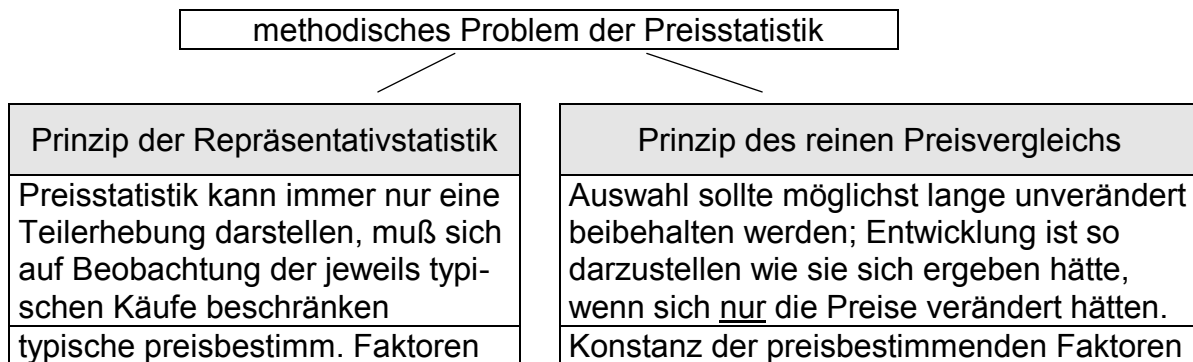 methodisches Problem der Preisstatistik
Prinzip der Repräsentativstatistik
Preisstatistik kann immer nur eine
Teilerhebung darstellen, muß sich
auf Beobachtung der jeweils typi-
schen Käufe beschränken
typische preisbestimm. Faktoren
Prinzip des reinen Preisvergleichs
Auswahl sollte möglichst lange unverändert
beibehalten werden; Entwicklung ist so
darzustellen wie sie sich ergeben hätte,
wenn sich nur die Preise verändert hätten.
Konstanz der preisbestimmenden Faktoren